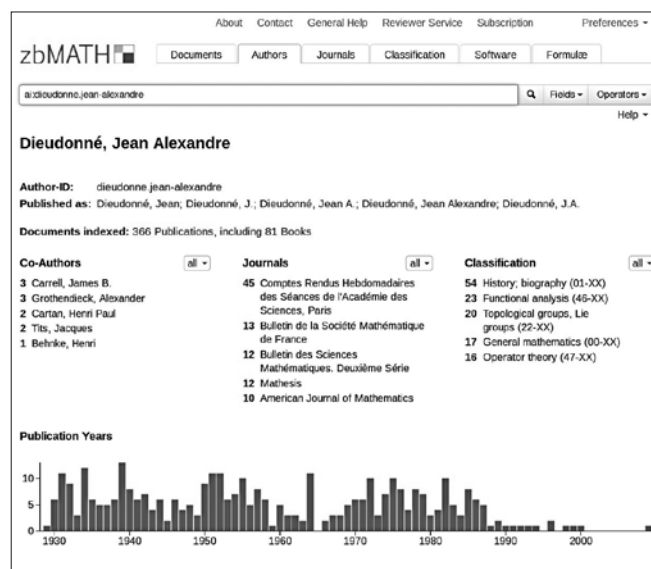 About Contact General Help Reviewer Service Subscription Preferences
zbMATH
Documents Authors Journals Classification Software Formulæ
ai:dieudonne.jean-alexandre Fields Operators
Help
Dieudonné, Jean Alexandre
Author-ID: dieudonne.jean-alexandre
Published as: Dieudonné, Jean; Dieudonné, J.; Dieudonné, Jean A.; Dieudonné, Jean Alexandre; Dieudonné, J.A.
Documents indexed: 366 Publications, including 81 Books
Co-Authors all
3 Carrell, James B.
3 Grothendieck, Alexander
2 Cartan, Henri Paul
2 Tits, Jacques
1 Behnke, Henri
Journals all
45 Comptes Rendus Hebdomadaires
des Séances de l'Académie des
Sciences, Paris
13 Bulletin de la Société Mathématique
de France
12 Bulletin des Sciences
Mathématiques. Deuxième Série
12 Mathesis
10 American Journal of Mathematics
Classification all
54 History; biography (01-XX)
23 Functional analysis (46-XX)
20 Topological groups, Lie
groups (22-XX)
17 General mathematics (00-XX)
16 Operator theory (47-XX)
Publication Years
10
5
0
1930 1940 1950 1960 1970 1980 1990 2000